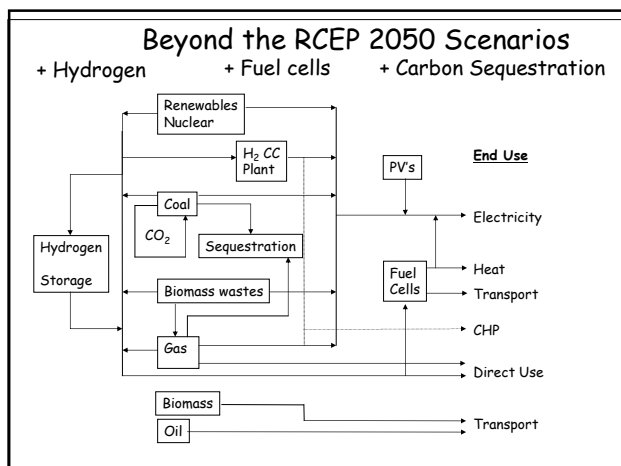 Beyond the RCEP 2050 Scenarios
+ Hydrogen + Fuel cells + Carbon Sequestration
Renewables
Nuclear
H₂ CC
Plant
PV's
End Use
Coal
CO₂
Sequestration
Electricity
Hydrogen
Storage
Fuel
Cells
Heat
Biomass wastes
Transport
CHP
Gas
Direct Use
Biomass
Oil
Transport